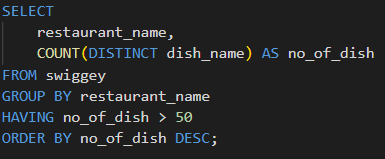 SELECT
    restaurant_name,
    COUNT(DISTINCT dish_name) AS no_of_dish
FROM swiggey
GROUP BY restaurant_name
HAVING no_of_dish > 50
ORDER BY no_of_dish DESC;